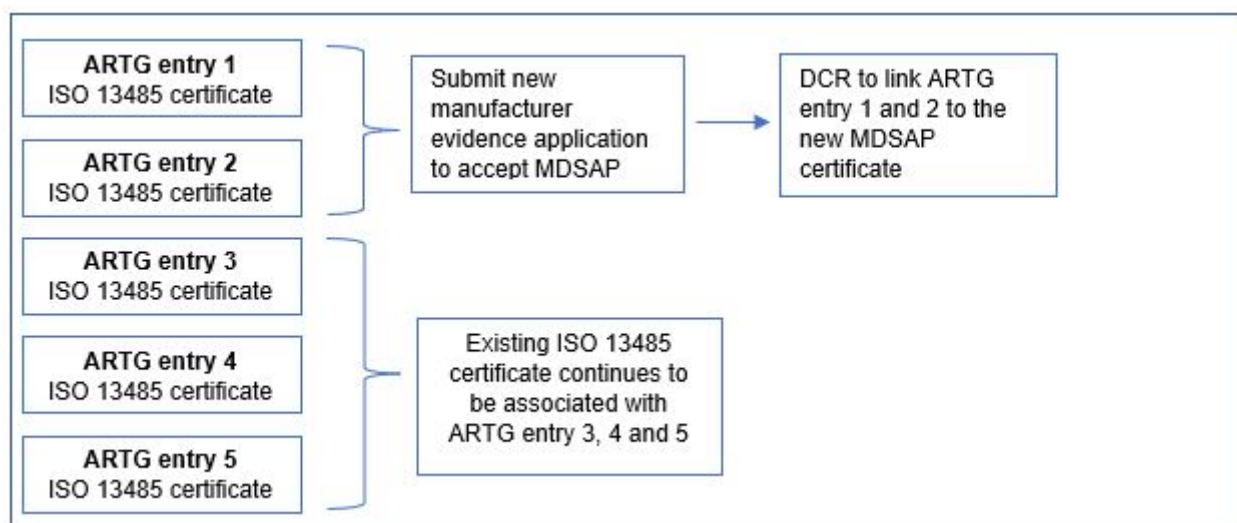 ARTG entry 1
ISO 13485 certificate
ARTG entry 2
ISO 13485 certificate
ARTG entry 3
ISO 13485 certificate
ARTG entry 4
ISO 13485 certificate
ARTG entry 5
ISO 13485 certificate
Submit new
manufacturer
evidence application
to accept MDSAP
DCR to link ARTG
entry 1 and 2 to the
new MDSAP
certificate
Existing ISO 13485
certificate continues to
be associated with
ARTG entry 3, 4 and 5